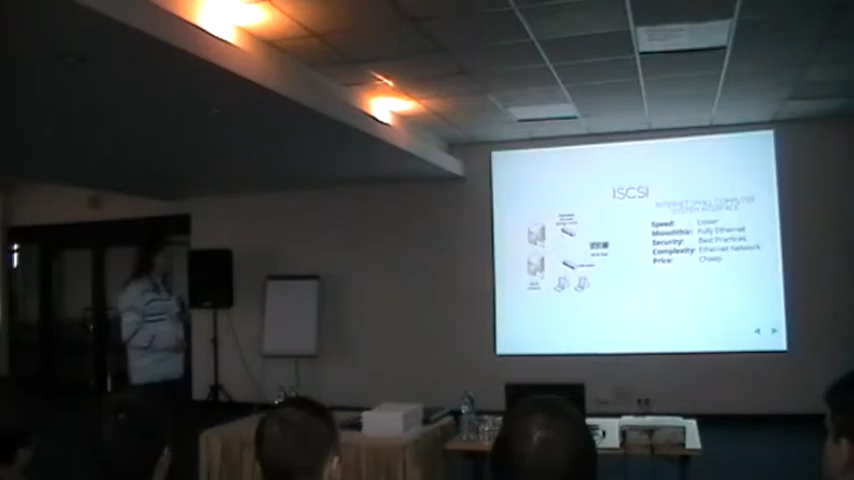 ISCSI
INTERNET SMALL COMPUTER
SYSTEM INTERFACE
Speed: Lower
Monolithic: Fully Ethernet
Security: Best Practices
Complexity: Ethernet Network
Price: Cheap